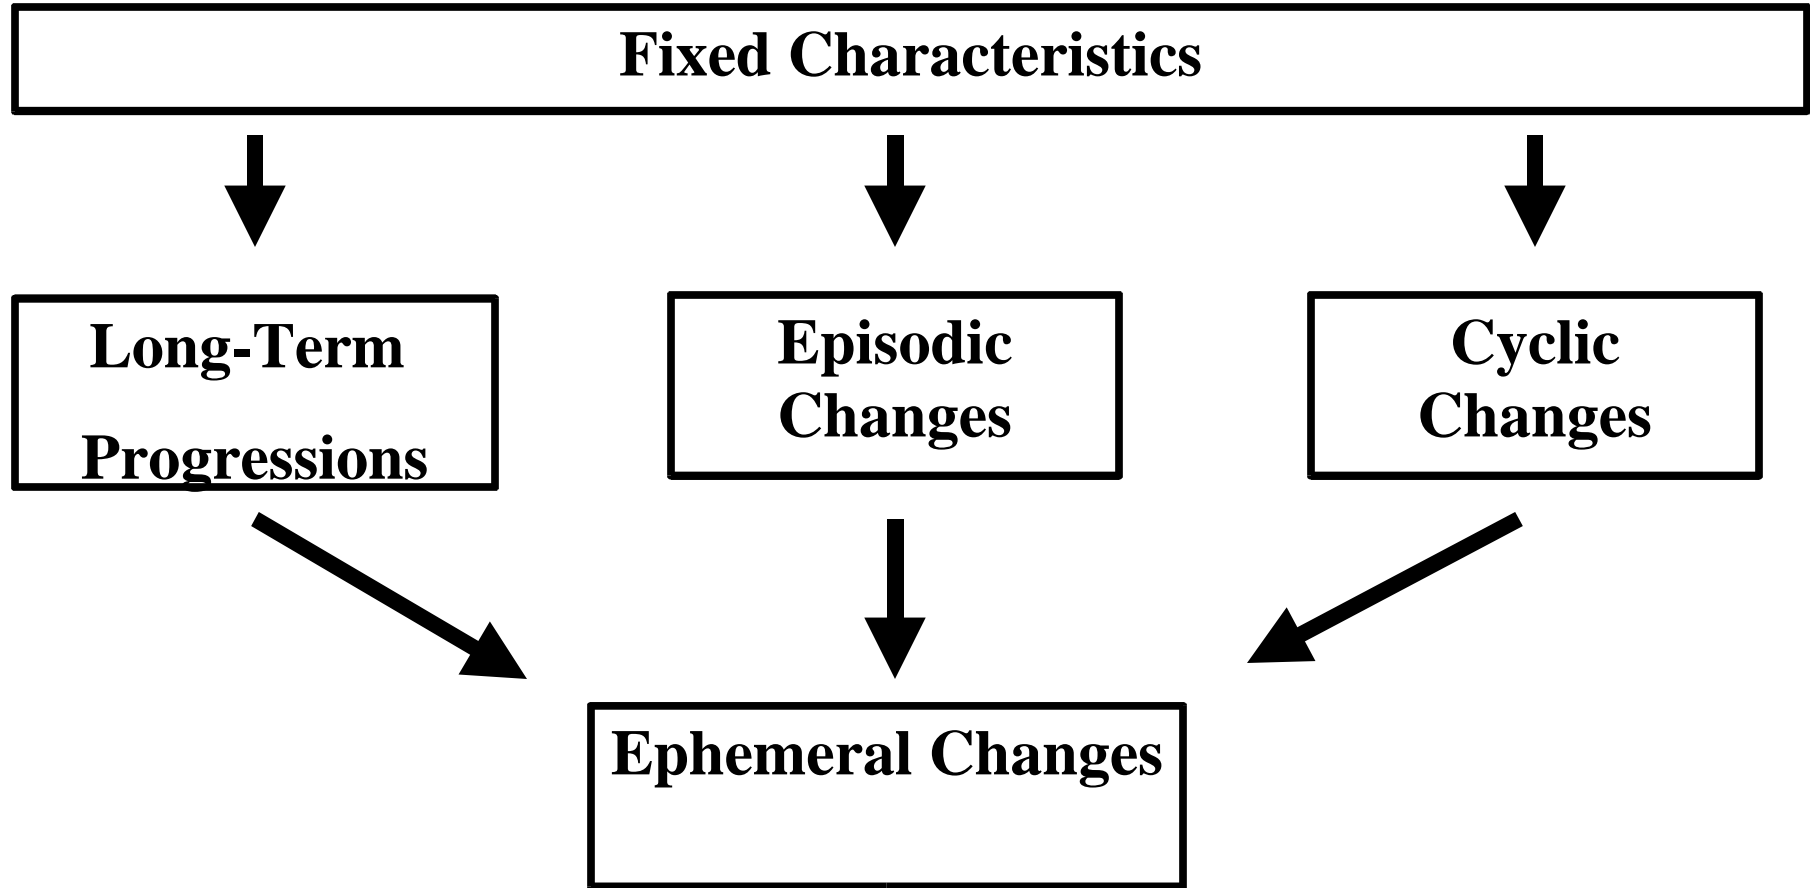 Fixed Characteristics
Long-Term
Progressions
Episodic
Changes
Cyclic
Changes
Ephemeral Changes